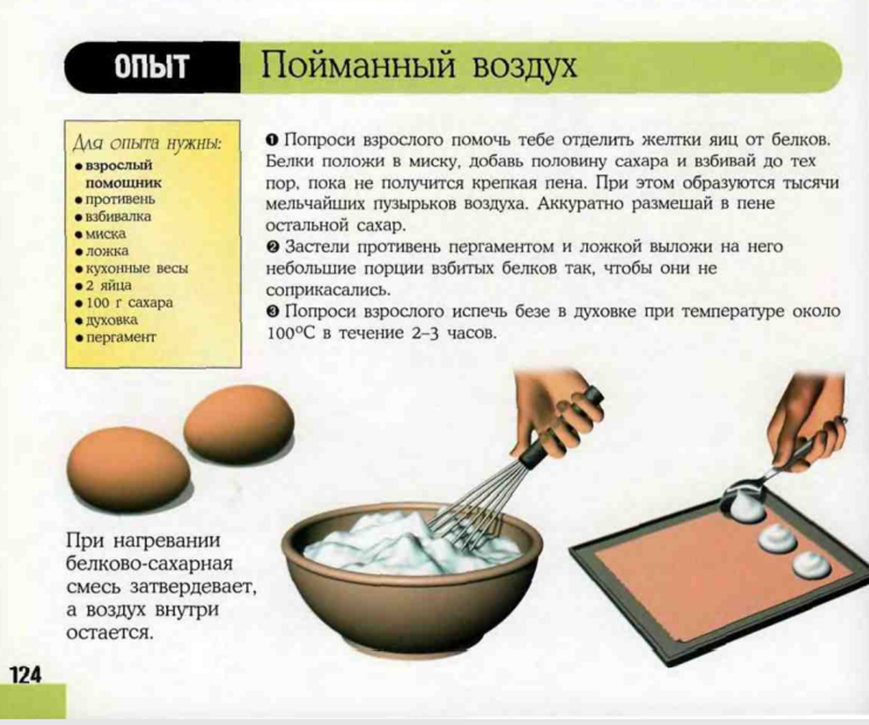 ОПЫТ
Пойманный воздух
Для опыта нужны:
● взрослый
помощник
● противень
● взбивалка
● миска
● ложка
● кухонные весы
● 2 яйца
● 100 г сахара
● духовка
● пергамент
❶ Попроси взрослого помочь тебе отделить желтки яиц от белков.
Белки положи в миску, добавь половину сахара и взбивай до тех
пор, пока не получится крепкая пена. При этом образуются тысячи
мельчайших пузырьков воздуха. Аккуратно размешай в пене
остальной сахар.
❷ Застели противень пергаментом и ложкой выложи на него
небольшие порции взбитых белков так, чтобы они не
соприкасались.
❸ Попроси взрослого испечь безе в духовке при температуре около
100°С в течение 2–3 часов.
При нагревании
белково-сахарная
смесь затвердевает,
а воздух внутри
остается.
124